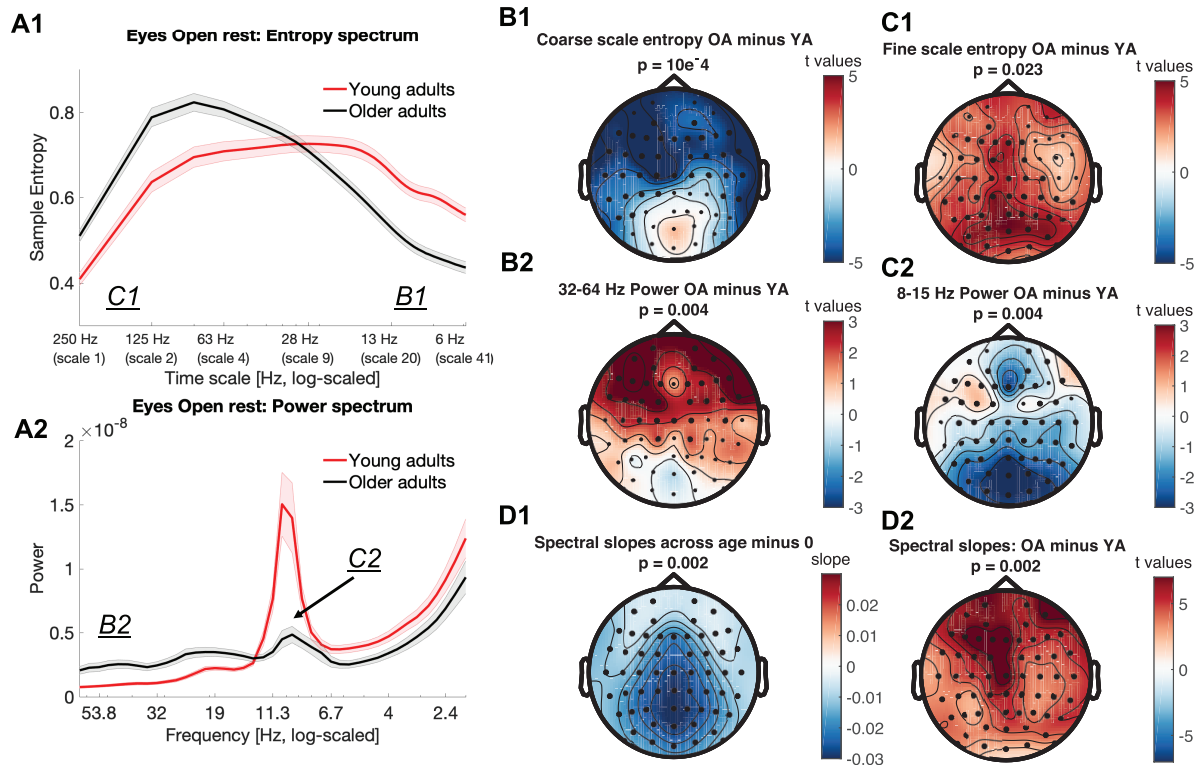 A1
Eyes Open rest: Entropy spectrum
Young adults
Older adults
Sample Entropy
0.8
0.6
0.4
C1
B1
250 Hz
(scale 1)
125 Hz
(scale 2)
63 Hz
(scale 4)
28 Hz
(scale 9)
13 Hz
(scale 20)
6 Hz
(scale 41)
Time scale [Hz, log-scaled]
A2
Eyes Open rest: Power spectrum
×10-8
Young adults
Older adults
Power
2
1.5
1
0.5
0
B2
C2
53.8
32
19
11.3
6.7
4
2.4
Frequency [Hz, log-scaled]
B1
Coarse scale entropy OA minus YA
p = 10e-4
t values
5
0
-5
C1
Fine scale entropy OA minus YA
p = 0.023
t values
5
0
-5
B2
32-64 Hz Power OA minus YA
p = 0.004
t values
3
2
1
0
-1
-2
-3
C2
8-15 Hz Power OA minus YA
p = 0.004
t values
3
2
1
0
-1
-2
-3
D1
Spectral slopes across age minus 0
p = 0.002
slope
0.02
0.01
0
-0.01
-0.02
-0.03
D2
Spectral slopes: OA minus YA
p = 0.002
t values
5
0
-5